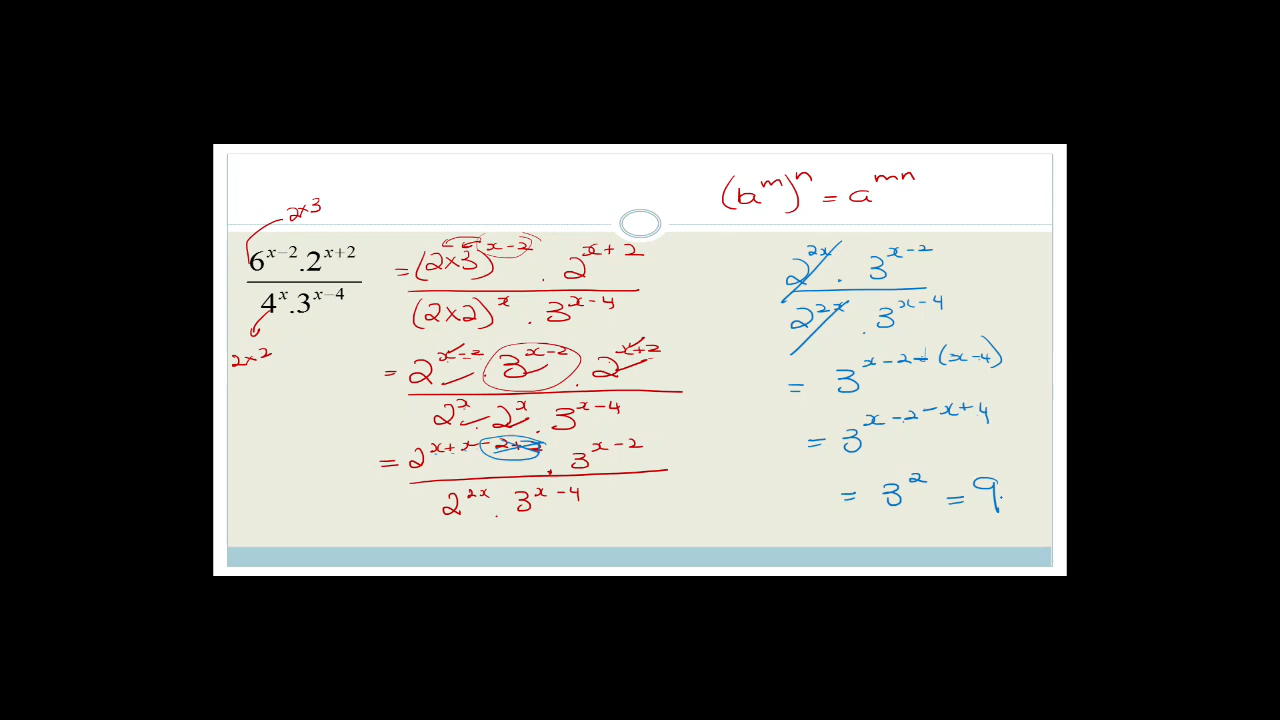 (a^m)^n = a^{mn}
2×3
6^{x−2}.2^{x+2}
4^x.3^{x−4}
2×2
= (2×3)^{(x−2)} . 2^{x+2}
(2×2)^x . 3^{x−4}
= 2^{x−2} . 3^{x−2} . 2^{x+2}
2^x . 2^x . 3^{x−4}
= 2^{x+x−2+2} . 3^{x−2}
2^{2x} . 3^{x−4}
2^{2x} . 3^{x−2}
2^{2x} . 3^{x−4}
= 3^{x−2−(x−4)}
= 3^{x−2−x+4}
= 3^2 = 9.